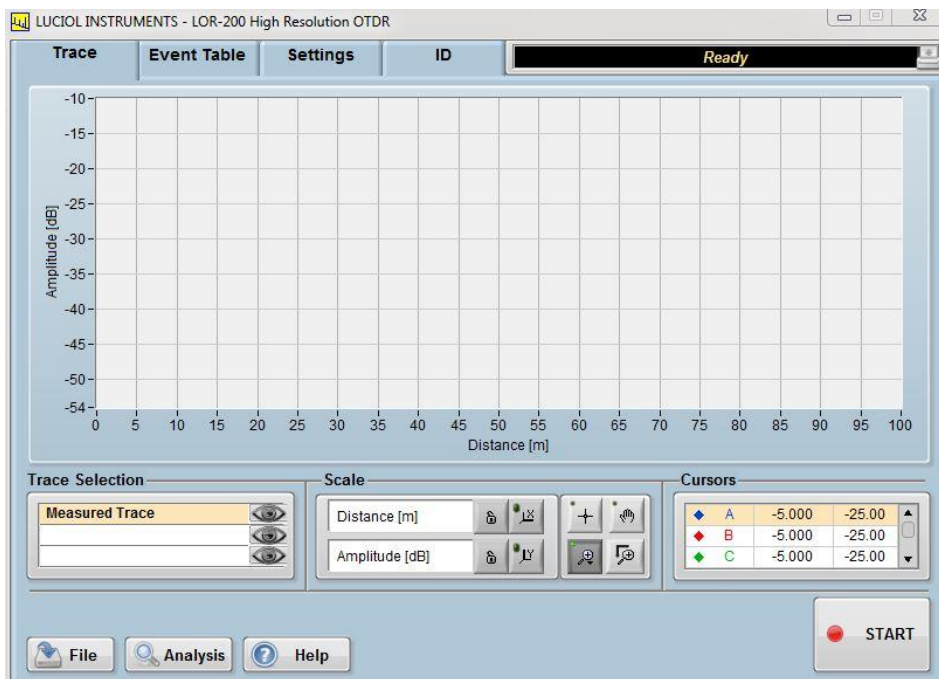 LUCIOL INSTRUMENTS - LOR-200 High Resolution OTDR
Trace Event Table Settings ID Ready
-10
-15
-20
-25
-30
-35
-40
-45
-50
-54
Amplitude [dB]
0 5 10 15 20 25 30 35 40 45 50 55 60 65 70 75 80 85 90 95 100
Distance [m]
Trace Selection
Measured Trace
Scale
Distance [m] X
Amplitude [dB] Y
Cursors
A -5.000 -25.00
B -5.000 -25.00
C -5.000 -25.00
File Analysis Help
START